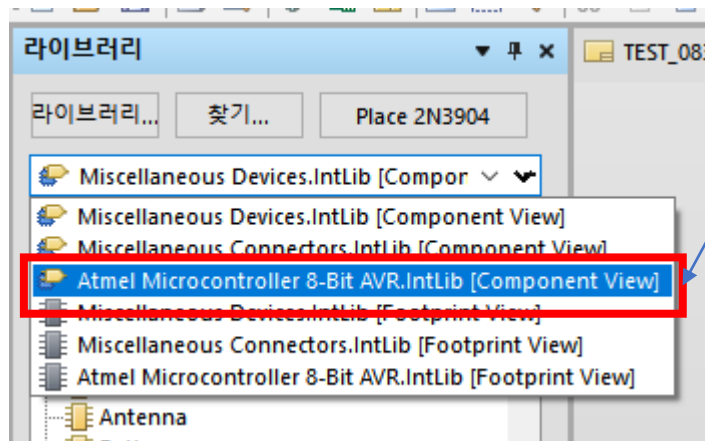 라이브러리
TEST_083
라이브러리...
찾기...
Place 2N3904
Miscellaneous Devices.IntLib [Compor
Miscellaneous Devices.IntLib [Component View]
Miscellaneous Connectors.IntLib [Component View]
Atmel Microcontroller 8-Bit AVR.IntLib [Component View]
Miscellaneous Devices.IntLib [Footprint View]
Miscellaneous Connectors.IntLib [Footprint View]
Atmel Microcontroller 8-Bit AVR.IntLib [Footprint View]
Antenna